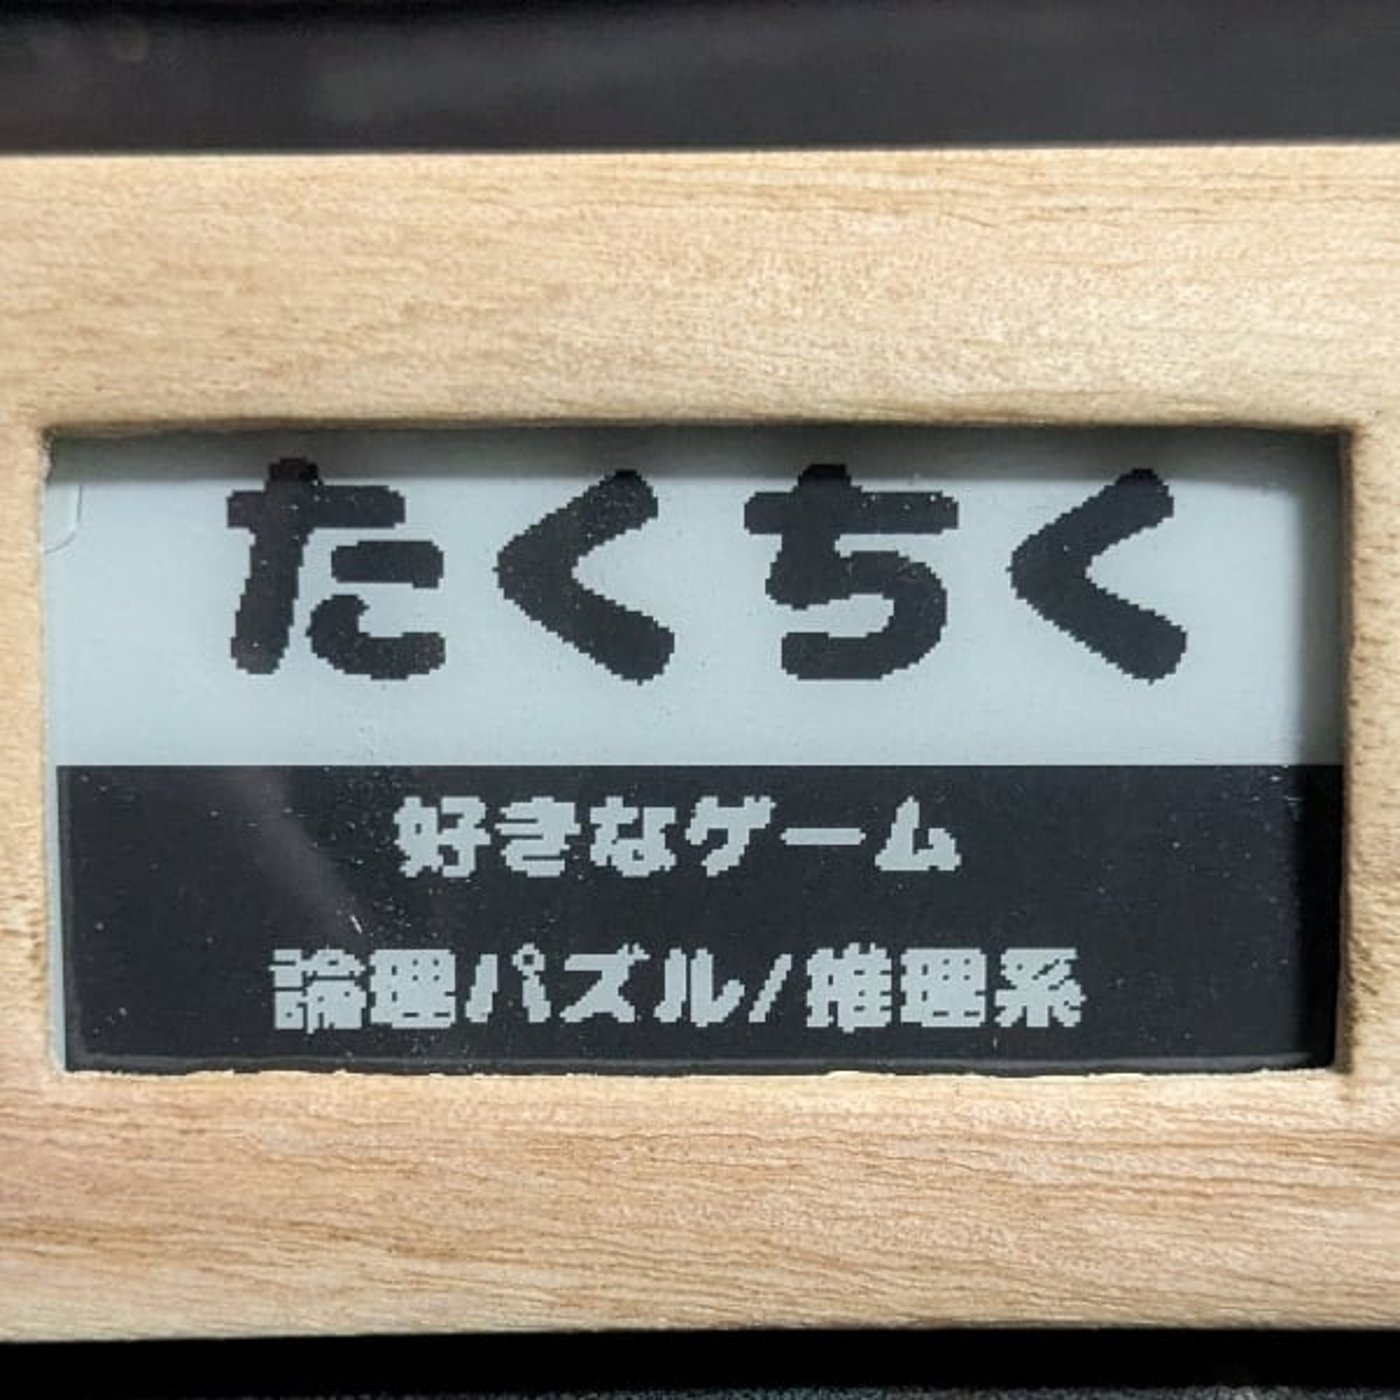 たくちく
好きなゲーム
論理パズル/推理系